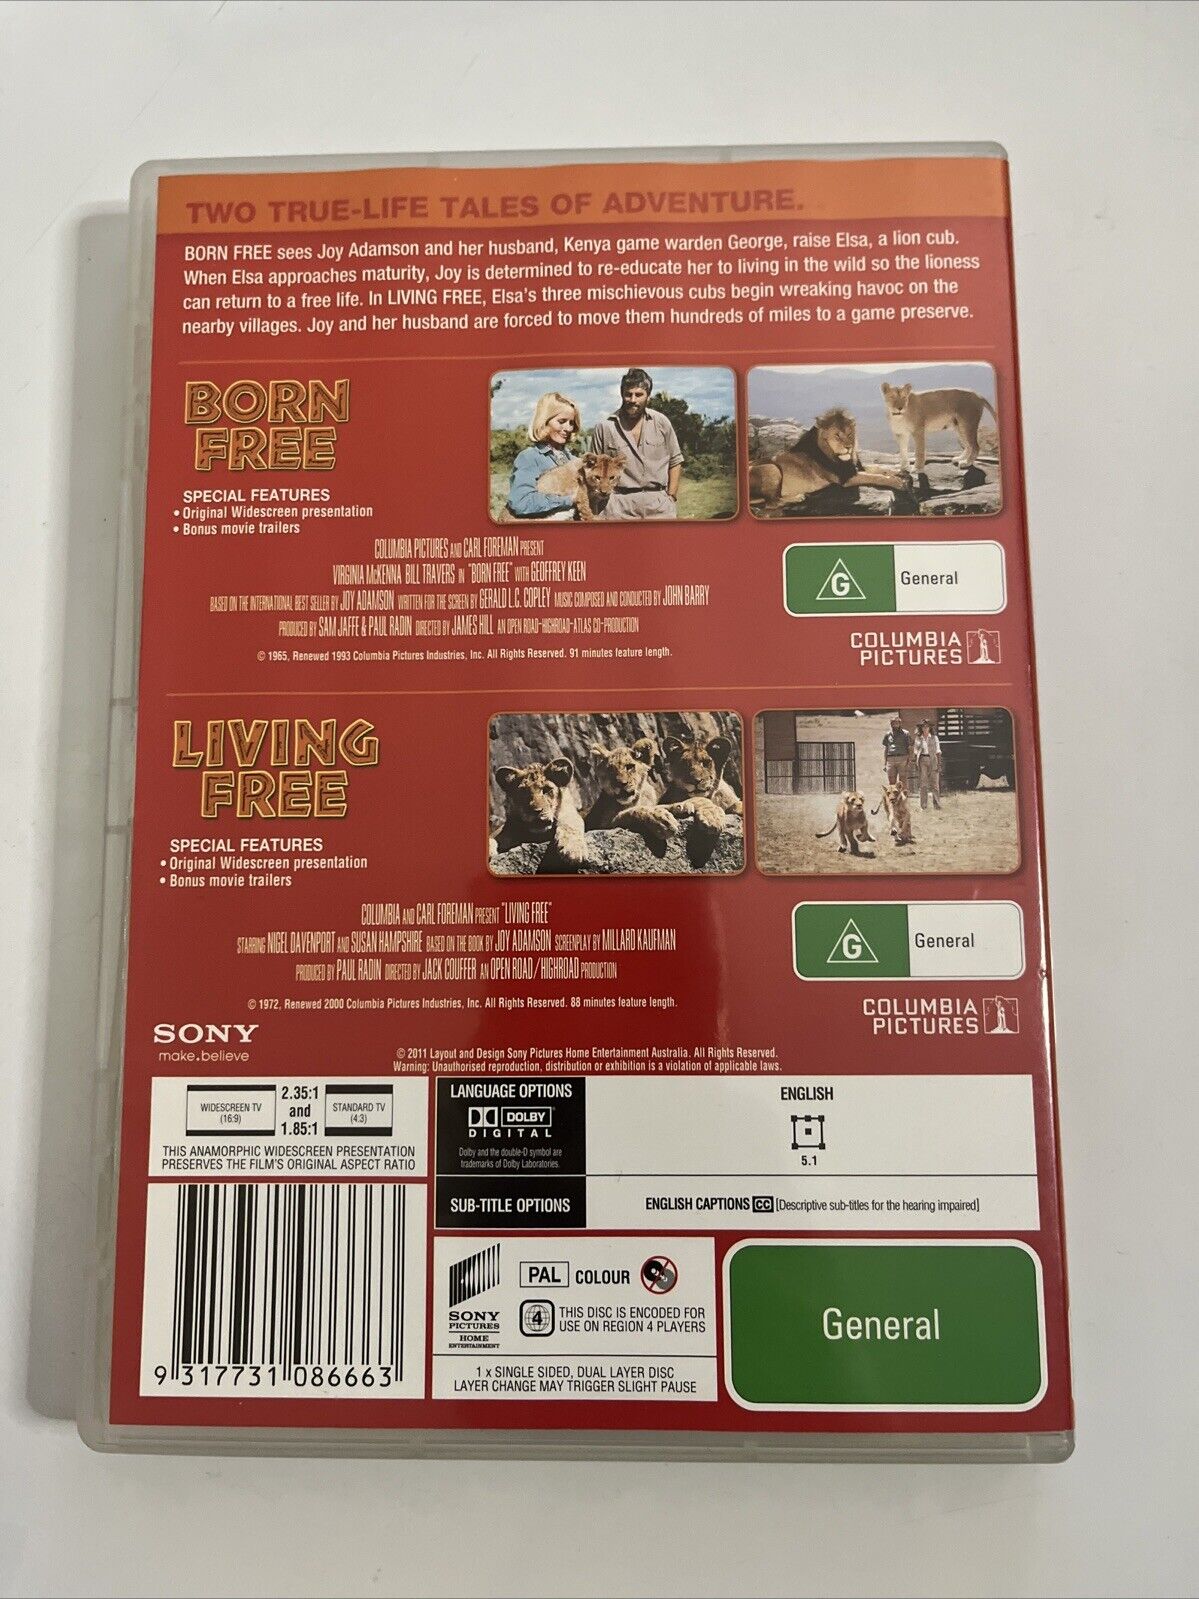 TWO TRUE-LIFE TALES OF ADVENTURE.
BORN FREE sees Joy Adamson and her husband, Kenya game warden George, raise Elsa, a lion cub.
When Elsa approaches maturity, Joy is determined to re-educate her to living in the wild so the lioness
can return to a free life. In LIVING FREE, Elsa's three mischievous cubs begin wreaking havoc on the
nearby villages. Joy and her husband are forced to move them hundreds of miles to a game preserve.
BORN
FREE
SPECIAL FEATURES
• Original Widescreen presentation
• Bonus movie trailers
COLUMBIA PICTURES AND CARL FOREMAN PRESENT
VIRGINIA McKENNA BILL TRAVERS IN "BORN FREE" WITH GEOFFREY KEEN
BASED ON THE INTERNATIONAL BEST SELLER BY JOY ADAMSON WRITTEN FOR THE SCREEN BY GERALD L.C. COPLEY MUSIC COMPOSED AND CONDUCTED BY JOHN BARRY
PRODUCED BY SAM JAFFE & PAUL RADIN DIRECTED BY JAMES HILL AN OPEN ROAD-HIGHROAD-ATLAS CO-PRODUCTION
© 1965, Renewed 1993 Columbia Pictures Industries, Inc. All Rights Reserved. 91 minutes feature length.
G General
COLUMBIA
PICTURES
LIVING
FREE
SPECIAL FEATURES
• Original Widescreen presentation
• Bonus movie trailers
COLUMBIA AND CARL FOREMAN PRESENT "LIVING FREE"
STARRING NIGEL DAVENPORT AND SUSAN HAMPSHIRE BASED ON THE BOOK BY JOY ADAMSON SCREENPLAY BY MILLARD KAUFMAN
PRODUCED BY PAUL RADIN DIRECTED BY JACK COUFFER AN OPEN ROAD/HIGHROAD PRODUCTION
© 1972, Renewed 2000 Columbia Pictures Industries, Inc. All Rights Reserved. 88 minutes feature length.
G General
COLUMBIA
PICTURES
SONY
make.believe
© 2011 Layout and Design Sony Pictures Home Entertainment Australia. All Rights Reserved.
Warning: Unauthorised reproduction, distribution or exhibition is a violation of applicable laws.
WIDESCREEN TV
(16:9)
2.35:1
and
1.85:1
STANDARD TV
(4:3)
THIS ANAMORPHIC WIDESCREEN PRESENTATION
PRESERVES THE FILM'S ORIGINAL ASPECT RATIO
LANGUAGE OPTIONS
DOLBY
DIGITAL
Dolby and the double-D symbol are
trademarks of Dolby Laboratories.
ENGLISH
5.1
SUB-TITLE OPTIONS
ENGLISH CAPTIONS CC [Descriptive sub-titles for the hearing impaired]
9 317731 086663
SONY
PICTURES
HOME
ENTERTAINMENT
PAL COLOUR
4 THIS DISC IS ENCODED FOR
USE ON REGION 4 PLAYERS
1 x SINGLE SIDED, DUAL LAYER DISC
LAYER CHANGE MAY TRIGGER SLIGHT PAUSE
General